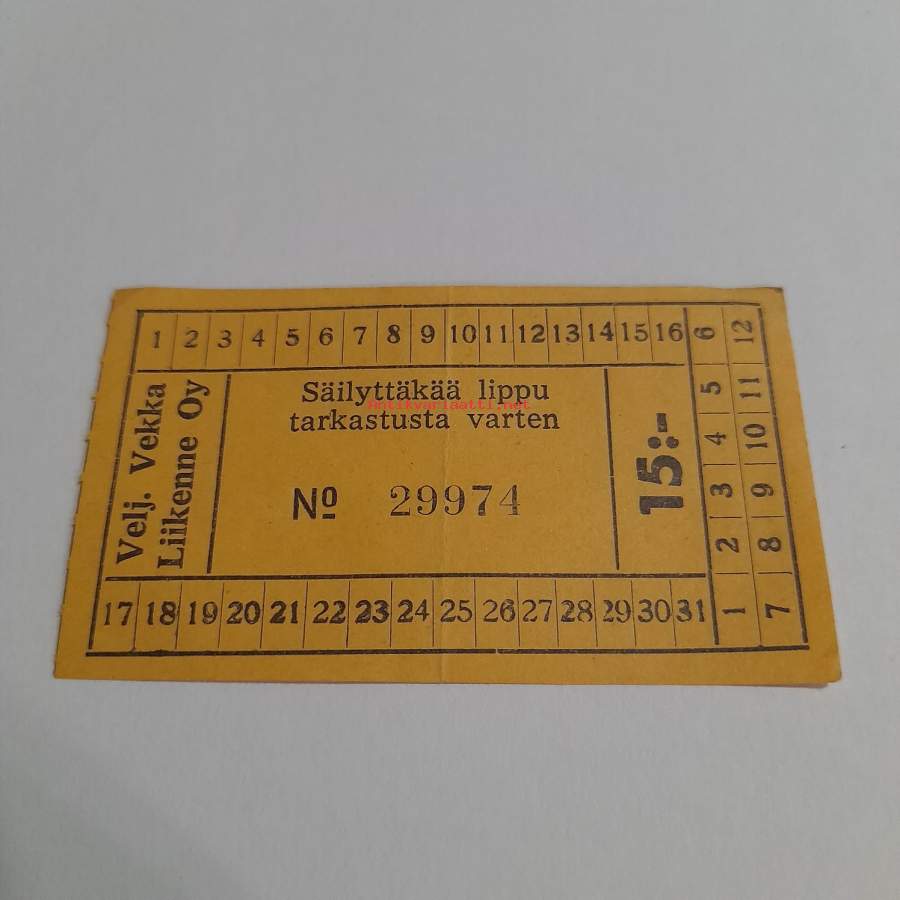 1 2 3 4 5 6 7 8 9 10 11 12 13 14 15 16
Velj. Vekka
Liikenne Oy
Säilyttäkää lippu
Antikvariaatti.net
tarkastusta varten
Nº 29974
15:-
6 12
5 11
4 10
3 9
2 8
1 7
17 18 19 20 21 22 23 24 25 26 27 28 29 30 31